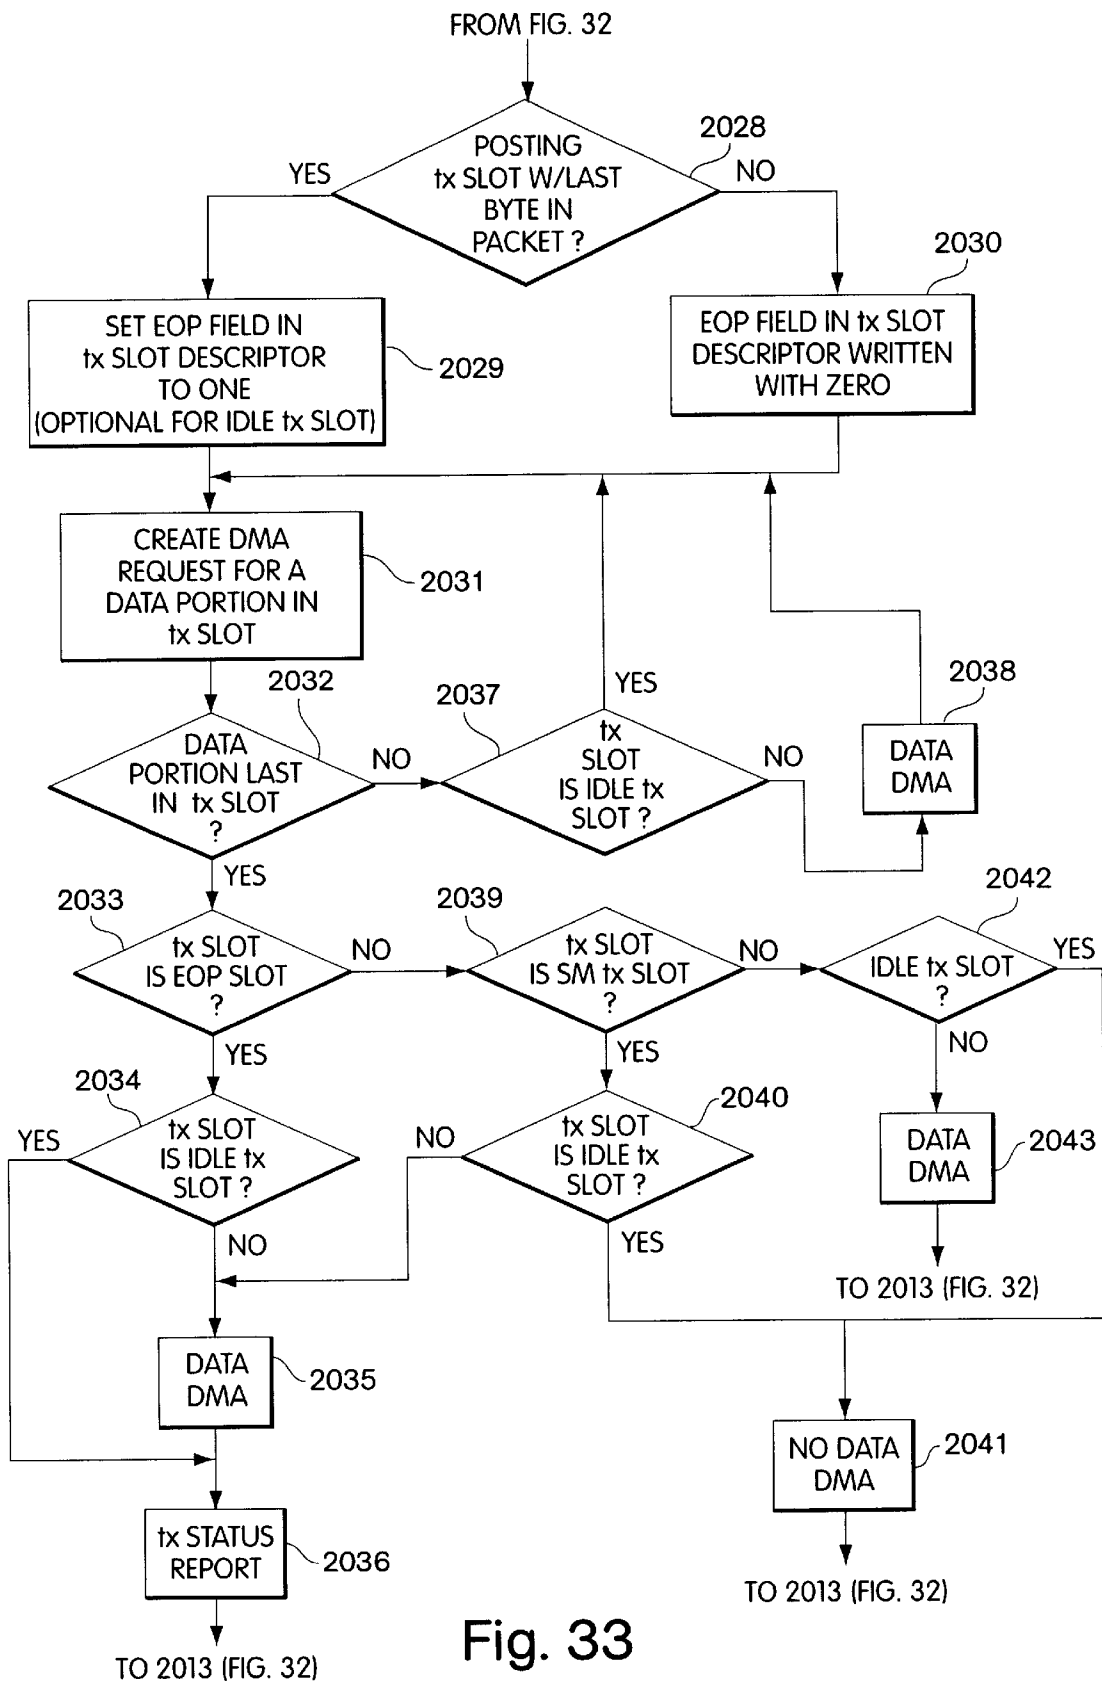 FROM FIG. 32
2028
POSTING
tx SLOT W/LAST
BYTE IN
PACKET ?
YES
NO
2030
SET EOP FIELD IN
tx SLOT DESCRIPTOR
TO ONE
(OPTIONAL FOR IDLE tx SLOT)
2029
EOP FIELD IN tx SLOT
DESCRIPTOR WRITTEN
WITH ZERO
CREATE DMA
REQUEST FOR A
DATA PORTION IN
tx SLOT
2031
2032
DATA
PORTION LAST
IN tx SLOT
?
NO
YES
2037
tx
SLOT
IS IDLE tx
SLOT ?
YES
NO
2038
DATA
DMA
2033
tx SLOT
IS EOP SLOT
?
NO
YES
2039
tx SLOT
IS SM tx SLOT
?
NO
YES
2042
IDLE tx SLOT
?
YES
NO
2034
tx SLOT
IS IDLE tx
SLOT ?
YES
NO
2040
tx SLOT
IS IDLE tx
SLOT ?
NO
YES
DATA
DMA
2043
TO 2013 (FIG. 32)
DATA
DMA
2035
NO DATA
DMA
2041
TO 2013 (FIG. 32)
tx STATUS
REPORT
2036
TO 2013 (FIG. 32)
Fig. 33